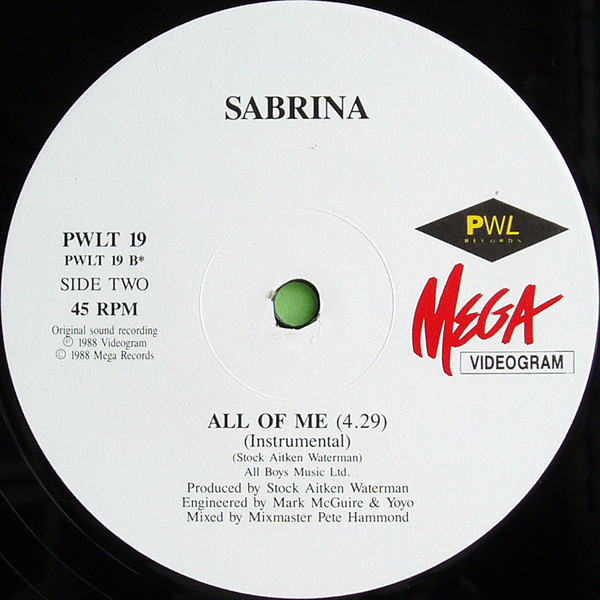 SABRINA
PWL
RECORDS
MEGA
VIDEOGRAM
PWLT 19
PWLT 19 B*
SIDE TWO
45 RPM
Original sound recording
Ⓟ 1988 Videogram
© 1988 Mega Records
ALL OF ME (4.29)
(Instrumental)
(Stock Aitken Waterman)
All Boys Music Ltd.
Produced by Stock Aitken Waterman
Engineered by Mark McGuire & Yoyo
Mixed by Mixmaster Pete Hammond